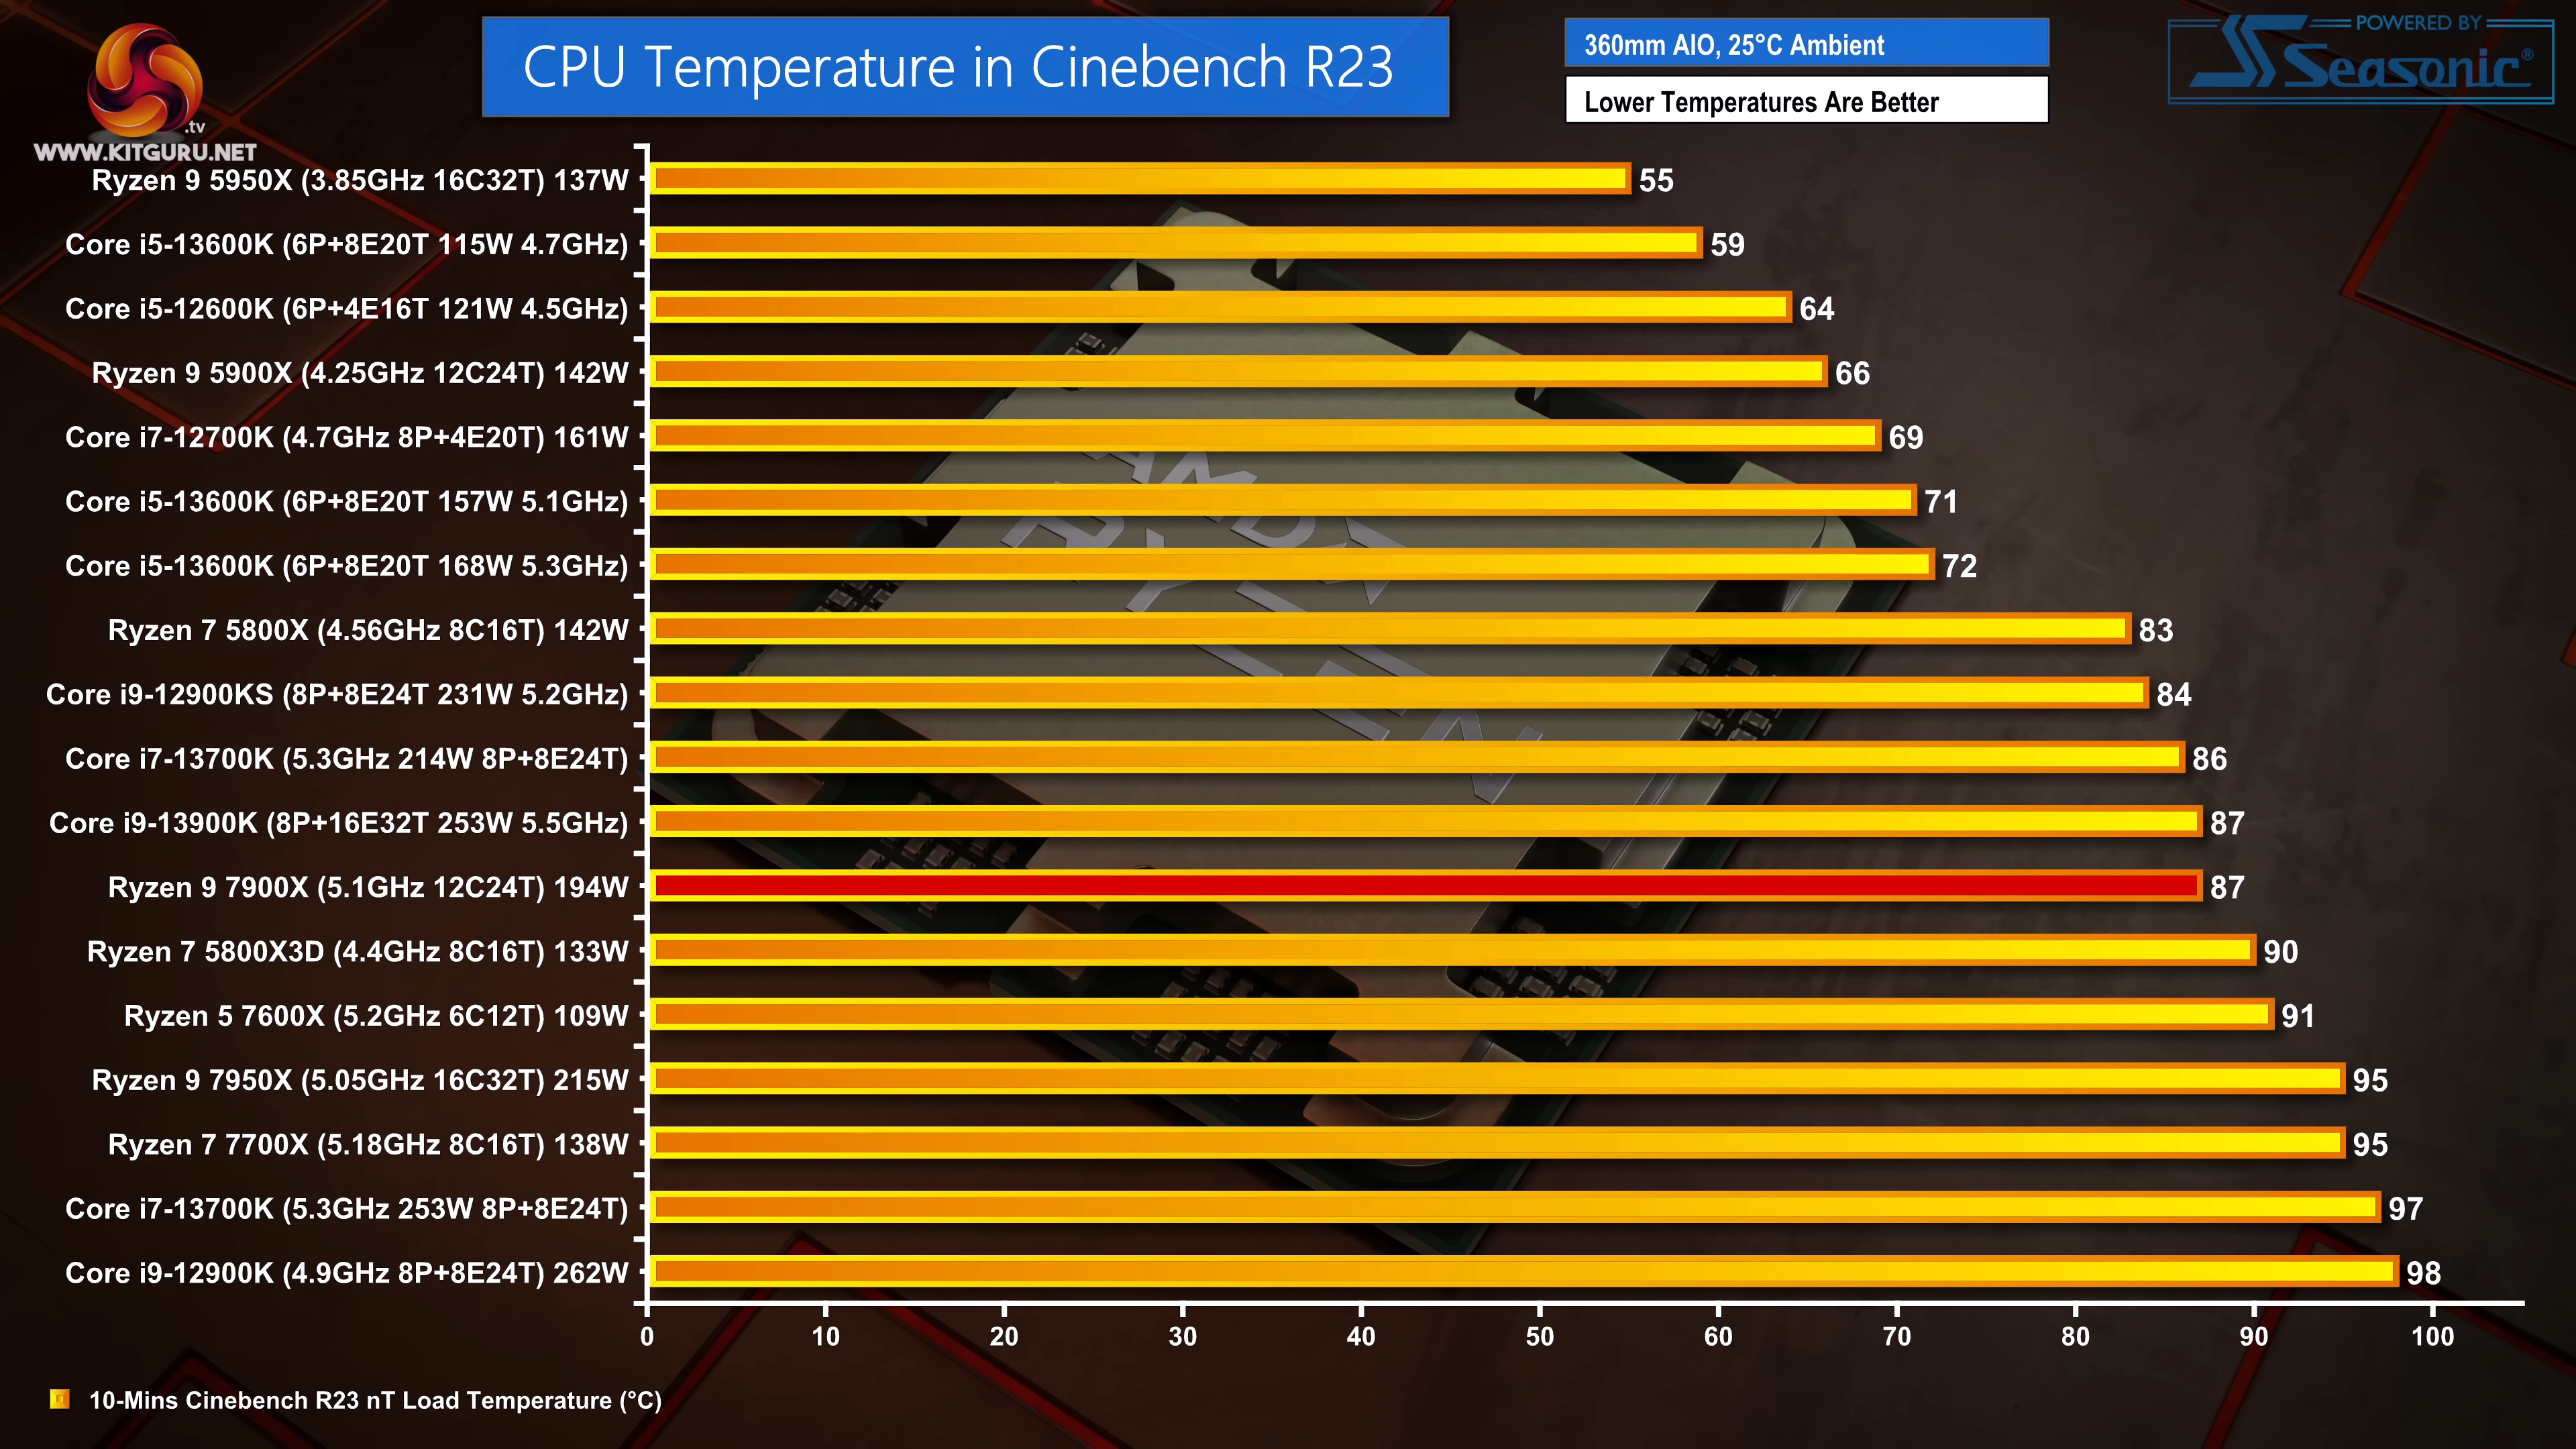 CPU Temperature in Cinebench R23
360mm AIO, 25°C Ambient
Lower Temperatures Are Better
POWERED BY
Seasonic®
.tv
WWW.KITGURU.NET
Ryzen 9 5950X (3.85GHz 16C32T) 137W 55
Core i5-13600K (6P+8E20T 115W 4.7GHz) 59
Core i5-12600K (6P+4E16T 121W 4.5GHz) 64
Ryzen 9 5900X (4.25GHz 12C24T) 142W 66
Core i7-12700K (4.7GHz 8P+4E20T) 161W 69
Core i5-13600K (6P+8E20T 157W 5.1GHz) 71
Core i5-13600K (6P+8E20T 168W 5.3GHz) 72
Ryzen 7 5800X (4.56GHz 8C16T) 142W 83
Core i9-12900KS (8P+8E24T 231W 5.2GHz) 84
Core i7-13700K (5.3GHz 214W 8P+8E24T) 86
Core i9-13900K (8P+16E32T 253W 5.5GHz) 87
Ryzen 9 7900X (5.1GHz 12C24T) 194W 87
Ryzen 7 5800X3D (4.4GHz 8C16T) 133W 90
Ryzen 5 7600X (5.2GHz 6C12T) 109W 91
Ryzen 9 7950X (5.05GHz 16C32T) 215W 95
Ryzen 7 7700X (5.18GHz 8C16T) 138W 95
Core i7-13700K (5.3GHz 253W 8P+8E24T) 97
Core i9-12900K (4.9GHz 8P+8E24T) 262W 98
0 10 20 30 40 50 60 70 80 90 100
10-Mins Cinebench R23 nT Load Temperature (°C)
AMD
RYZEN